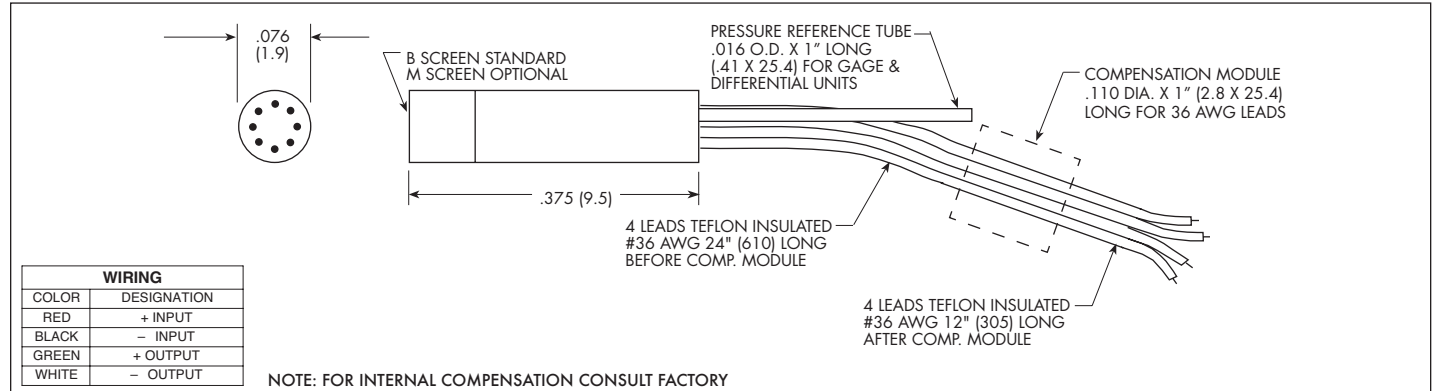 .076
(1.9)
B SCREEN STANDARD
M SCREEN OPTIONAL
PRESSURE REFERENCE TUBE
.016 O.D. X 1” LONG
(.41 X 25.4) FOR GAGE &
DIFFERENTIAL UNITS
COMPENSATION MODULE
.110 DIA. X 1” (2.8 X 25.4)
LONG FOR 36 AWG LEADS
.375 (9.5)
4 LEADS TEFLON INSULATED
#36 AWG 24" (610) LONG
BEFORE COMP. MODULE
4 LEADS TEFLON INSULATED
#36 AWG 12" (305) LONG
AFTER COMP. MODULE
WIRING
COLOR DESIGNATION
RED + INPUT
BLACK – INPUT
GREEN + OUTPUT
WHITE – OUTPUT
NOTE: FOR INTERNAL COMPENSATION CONSULT FACTORY